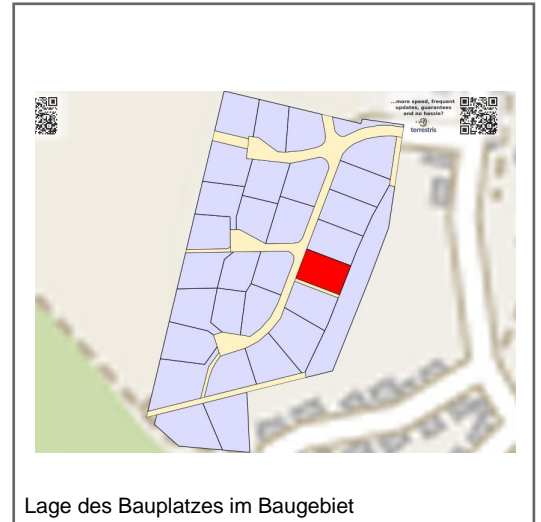 ...more speed, frequent
updates, guarantees
and no hassle?
terrestris
Lage des Bauplatzes im Baugebiet